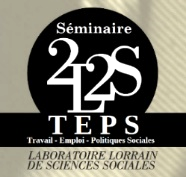 Séminaire
2L2S
TEPS
Travail - Emploi - Politiques Sociales
LABORATOIRE LORRAIN
DE SCIENCES SOCIALES